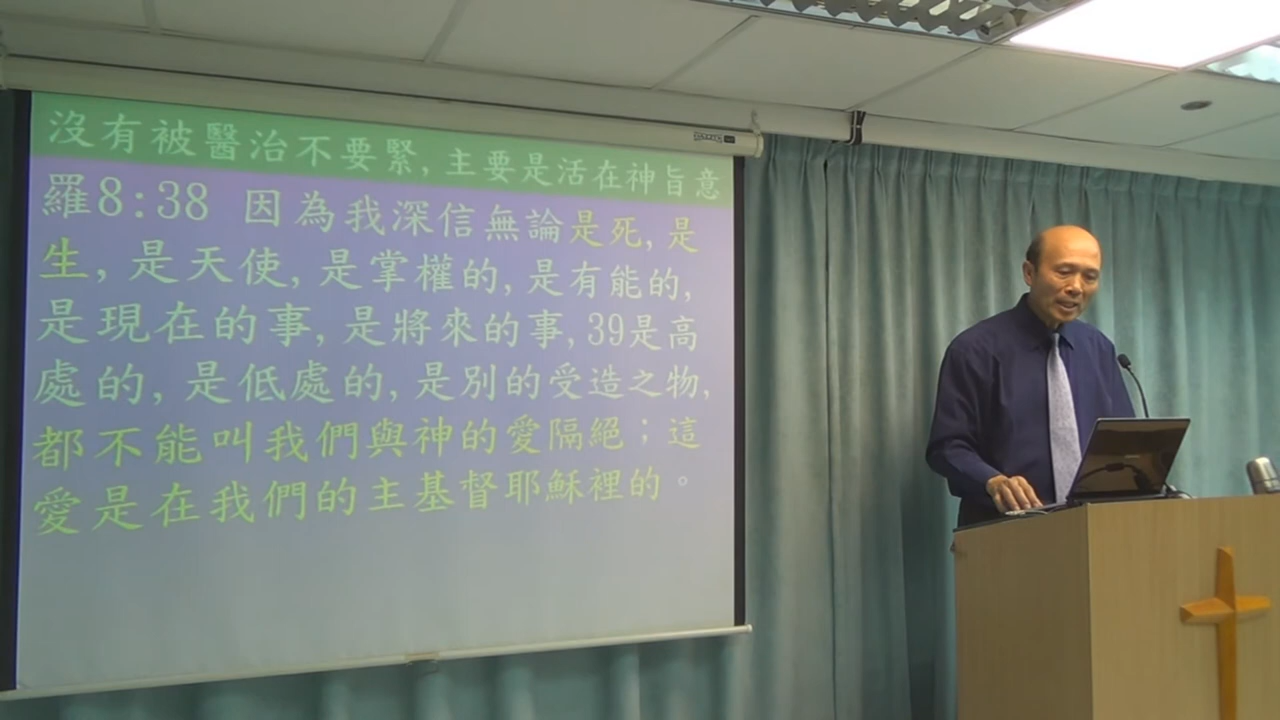 沒有被醫治不要緊,主要是活在神旨意
羅8:38 因為我深信無論是死,是
生,是天使,是掌權的,是有能的,
是現在的事,是將來的事,39是高
處的,是低處的,是別的受造之物,
都不能叫我們與神的愛隔絕；這
愛是在我們的主基督耶穌裡的。